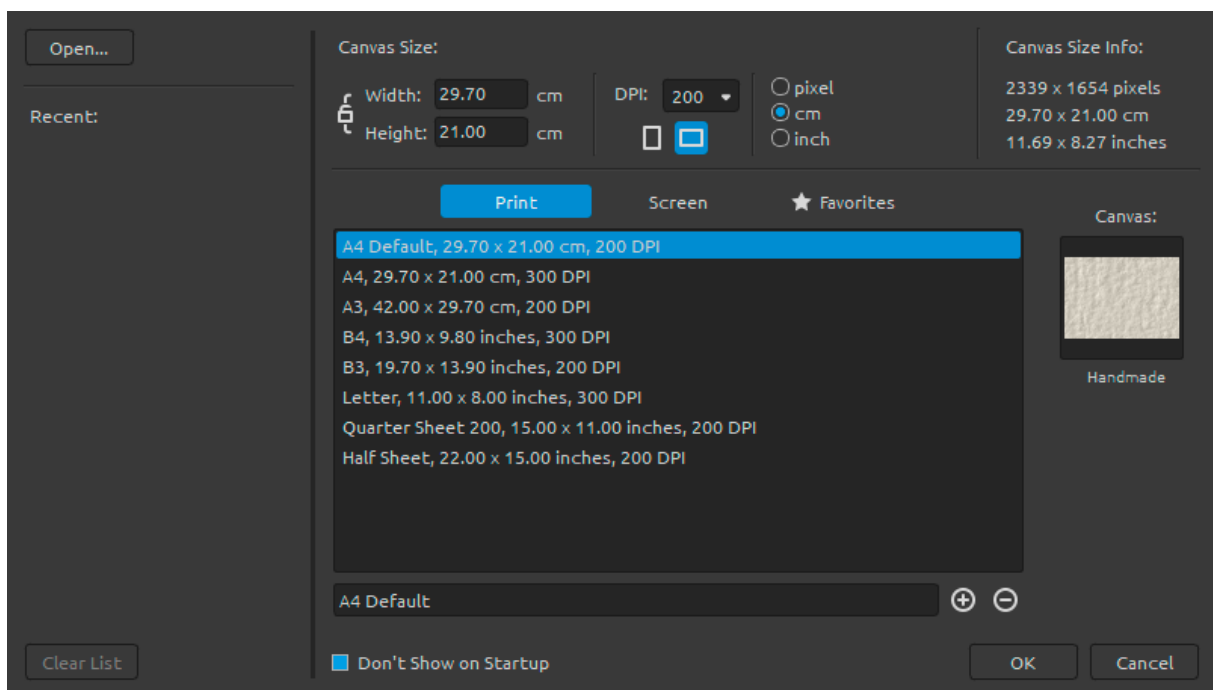 Open...
Recent:
Clear List
Canvas Size:
Width: 29.70 cm
Height: 21.00 cm
DPI: 200
pixel
cm
inch
Canvas Size Info:
2339 x 1654 pixels
29.70 x 21.00 cm
11.69 x 8.27 inches
Print Screen Favorites
A4 Default, 29.70 x 21.00 cm, 200 DPI
A4, 29.70 x 21.00 cm, 300 DPI
A3, 42.00 x 29.70 cm, 200 DPI
B4, 13.90 x 9.80 inches, 300 DPI
B3, 19.70 x 13.90 inches, 200 DPI
Letter, 11.00 x 8.00 inches, 300 DPI
Quarter Sheet 200, 15.00 x 11.00 inches, 200 DPI
Half Sheet, 22.00 x 15.00 inches, 200 DPI
A4 Default
Canvas:
Handmade
Don't Show on Startup
OK Cancel